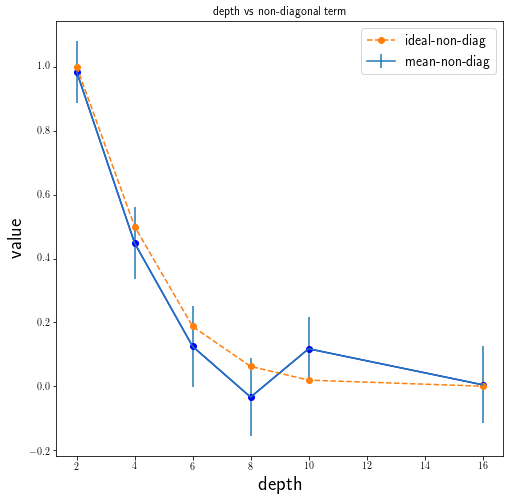 depth vs non-diagonal term
ideal-non-diag
mean-non-diag
1.0
0.8
0.6
0.4
0.2
0.0
−0.2
value
2 4 6 8 10 12 14 16
depth